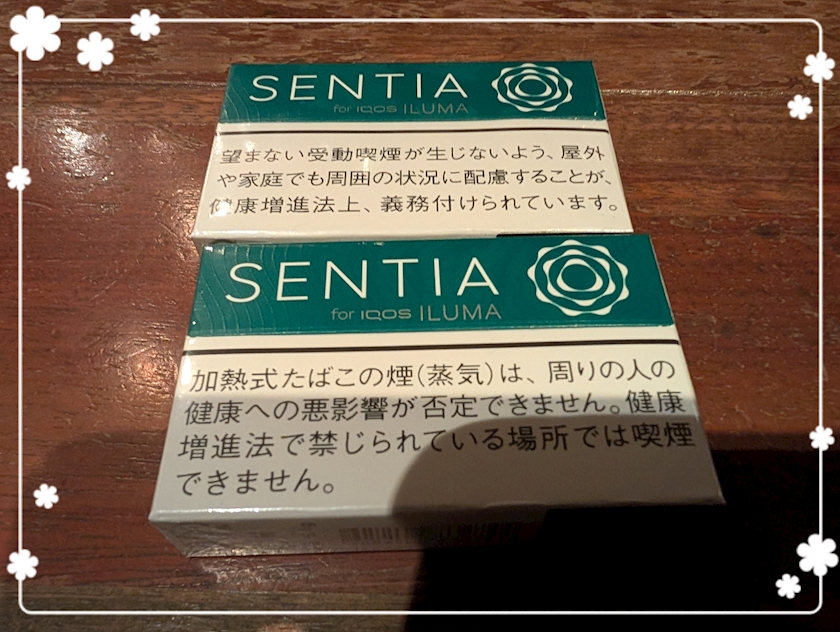 SENTIA
for IQOS ILUMA
望まない受動喫煙が生じないよう、屋外
や家庭でも周囲の状況に配慮することが、
健康増進法上、義務付けられています。
SENTIA
for IQOS ILUMA
加熱式たばこの煙(蒸気)は、周りの人の
健康への悪影響が否定できません。健康
増進法で禁じられている場所では喫煙
できません。